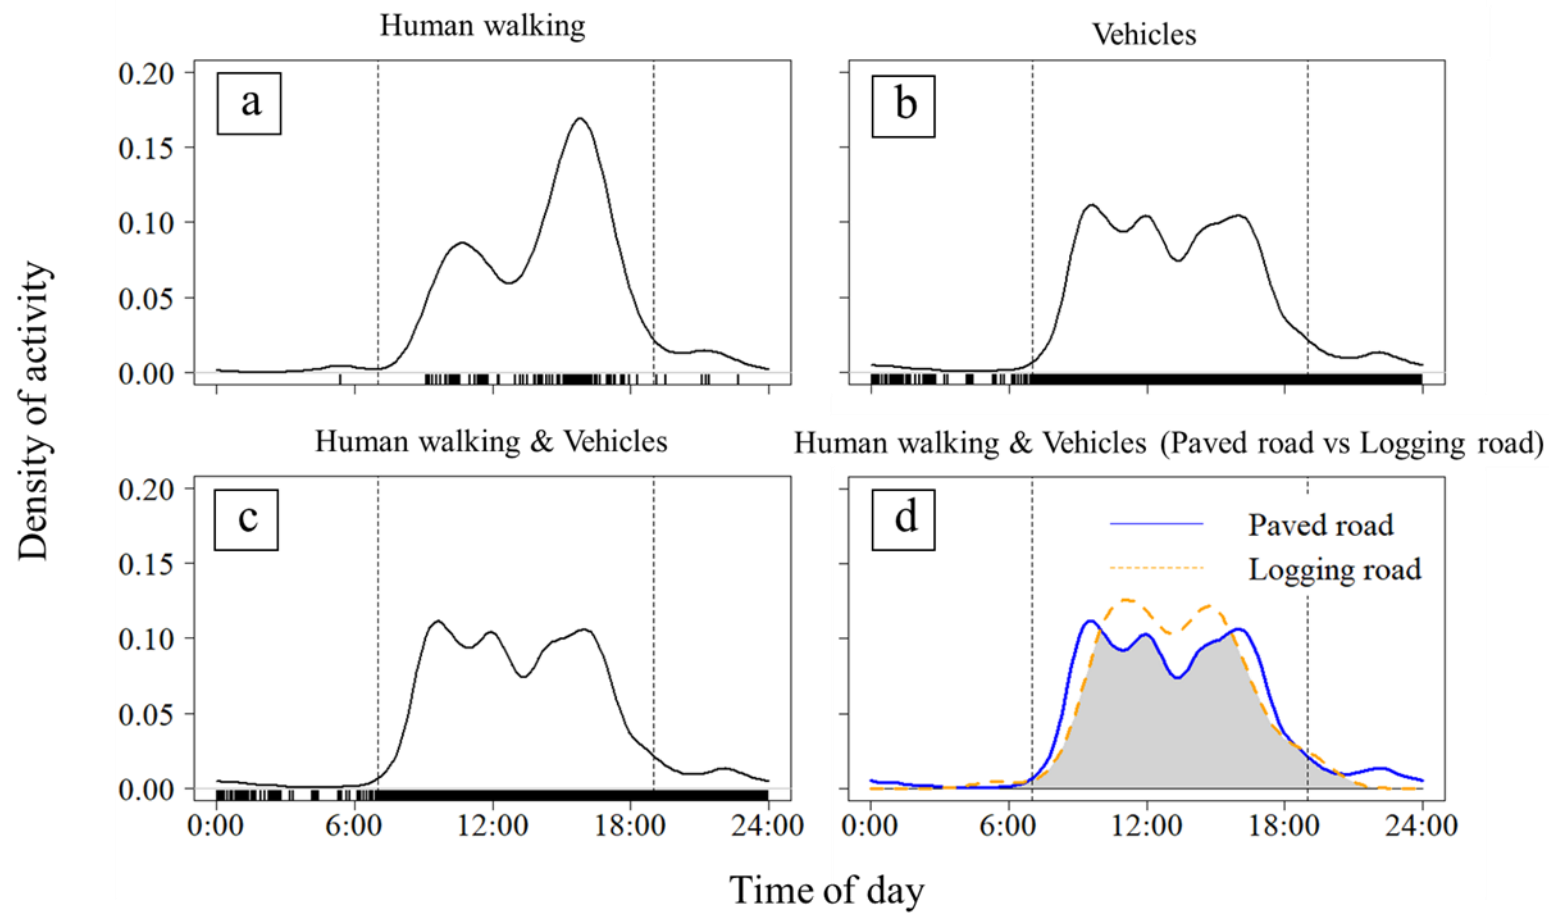 Human walking
Vehicles
a
b
0.20
0.15
0.10
0.05
0.00
Density of activity
Human walking & Vehicles
Human walking & Vehicles (Paved road vs Logging road)
c
d
0.20
0.15
0.10
0.05
0.00
Paved road
Logging road
0:00 6:00 12:00 18:00 24:00
0:00 6:00 12:00 18:00 24:00
Time of day